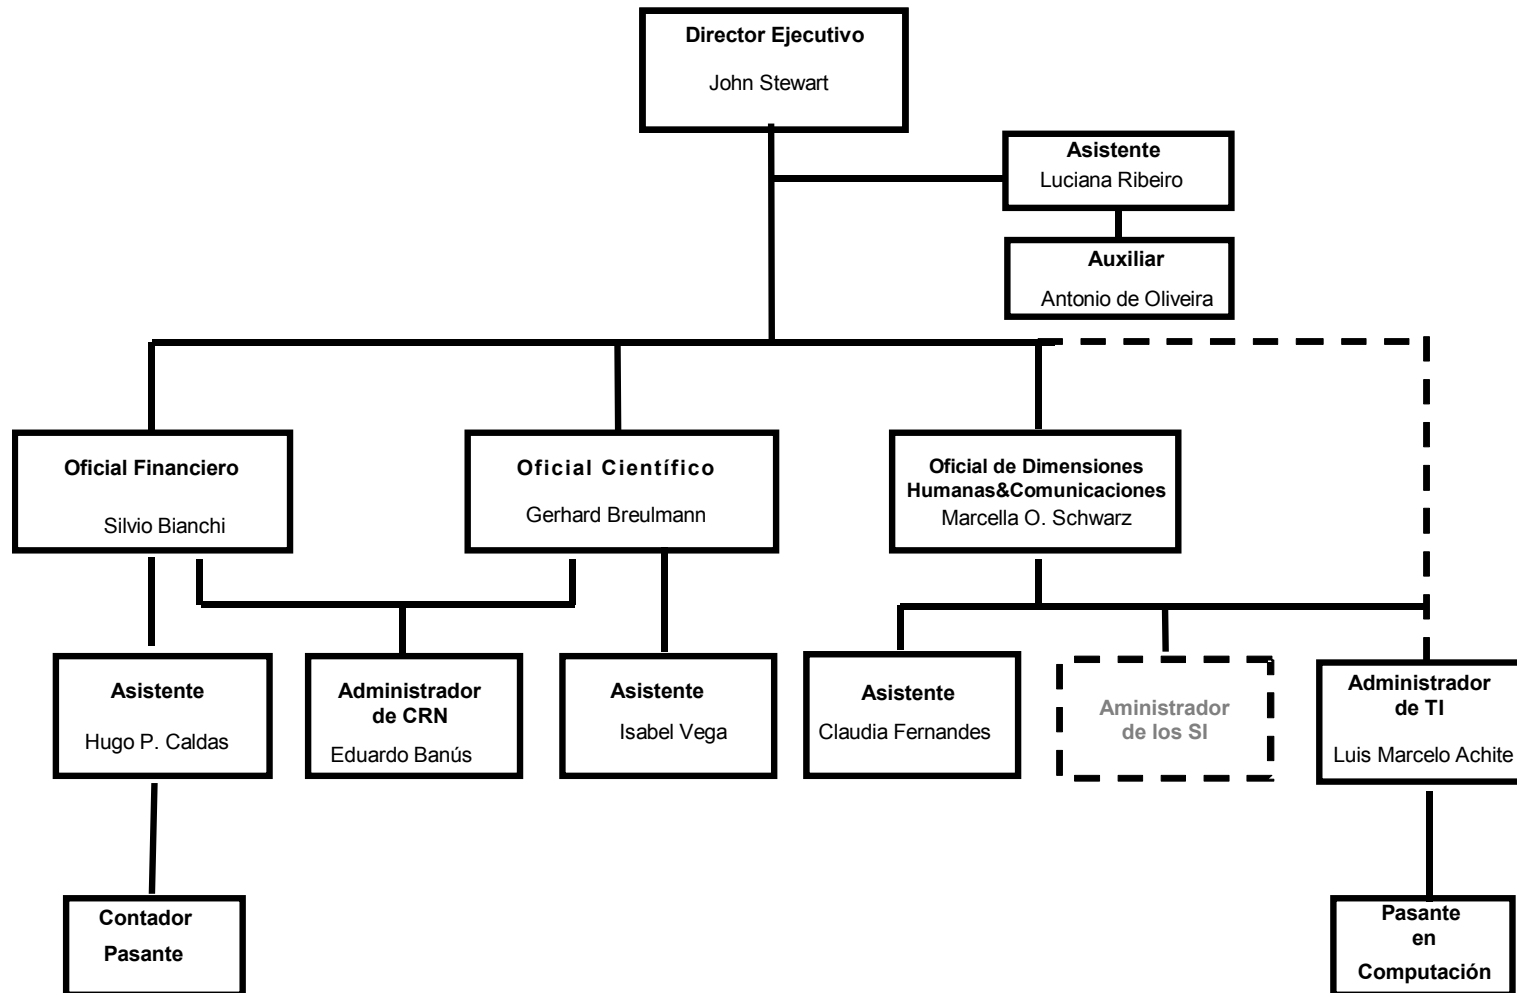 Director Ejecutivo
John Stewart
Asistente
Luciana Ribeiro
Auxiliar
Antonio de Oliveira
Oficial Financiero
Silvio Bianchi
Oficial Científico
Gerhard Breulmann
Oficial de Dimensiones
Humanas&Comunicaciones
Marcella O. Schwarz
Asistente
Hugo P. Caldas
Administrador
de CRN
Eduardo Banús
Asistente
Isabel Vega
Asistente
Claudia Fernandes
Aministrador
de los SI
Administrador
de TI
Luis Marcelo Achite
Contador
Pasante
Pasante
en
Computación